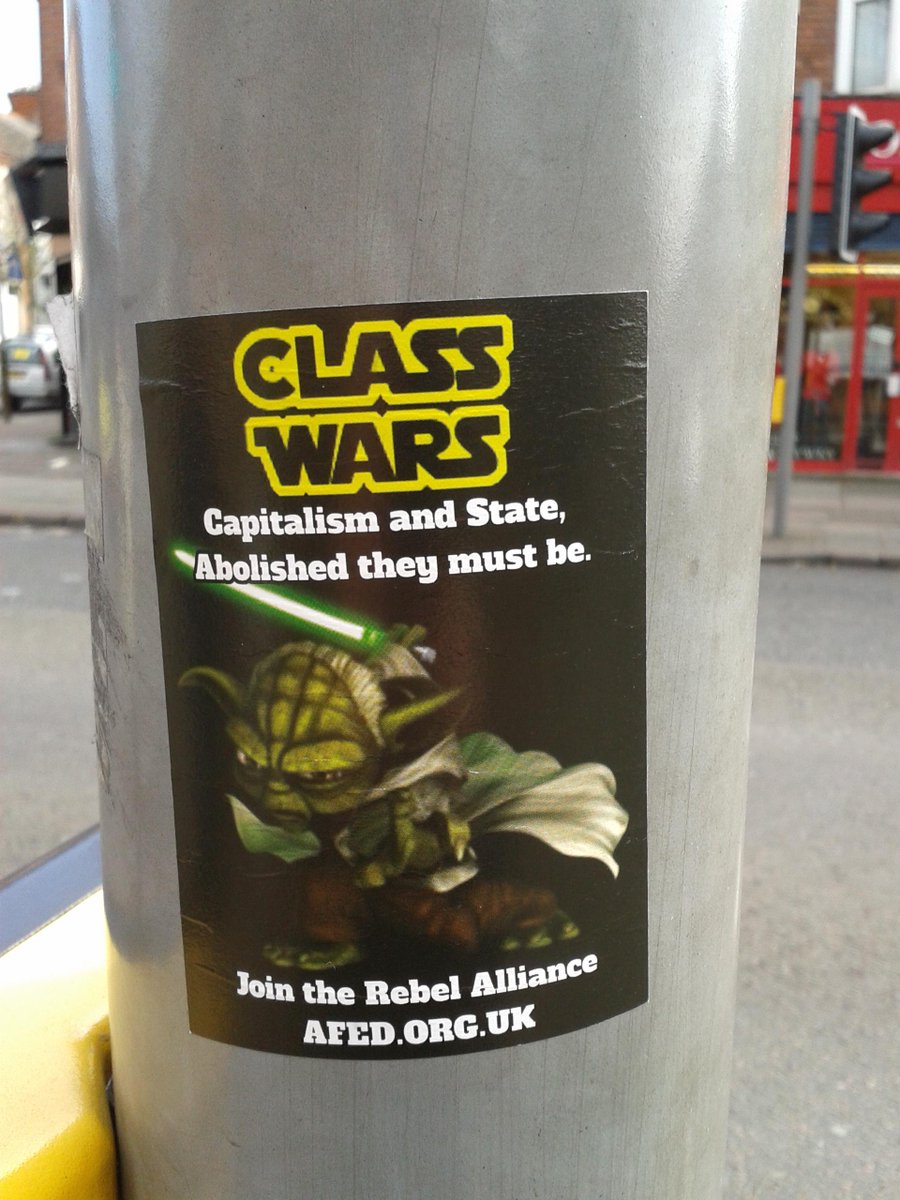 CLASS
WARS
Capitalism and State,
Abolished they must be.
Join the Rebel Alliance
AFED.ORG.UK